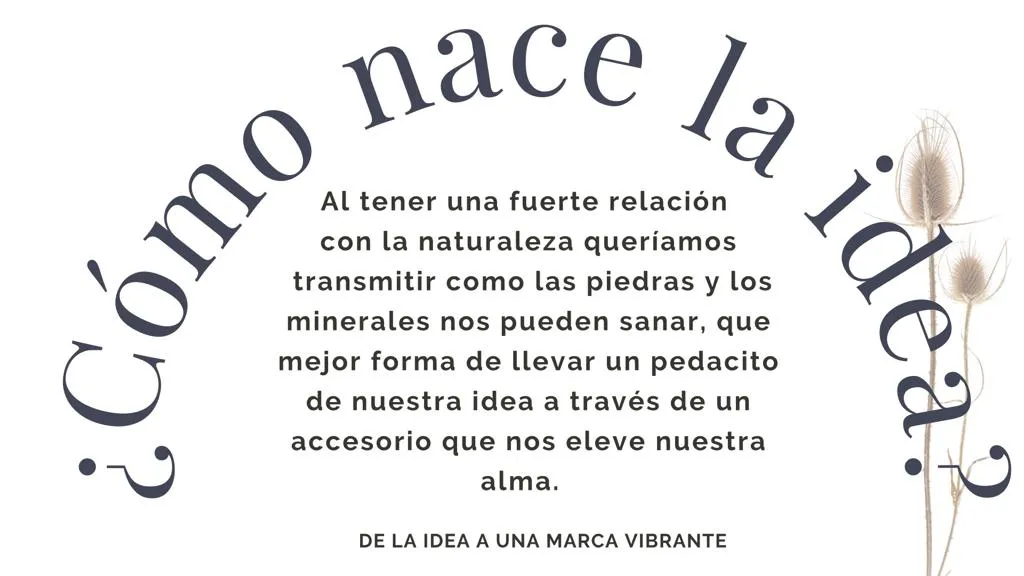 ¿Cómo nace la idea?
Al tener una fuerte relación
con la naturaleza queríamos
transmitir como las piedras y los
minerales nos pueden sanar, que
mejor forma de llevar un pedacito
de nuestra idea a través de un
accesorio que nos eleve nuestra
alma.
DE LA IDEA A UNA MARCA VIBRANTE